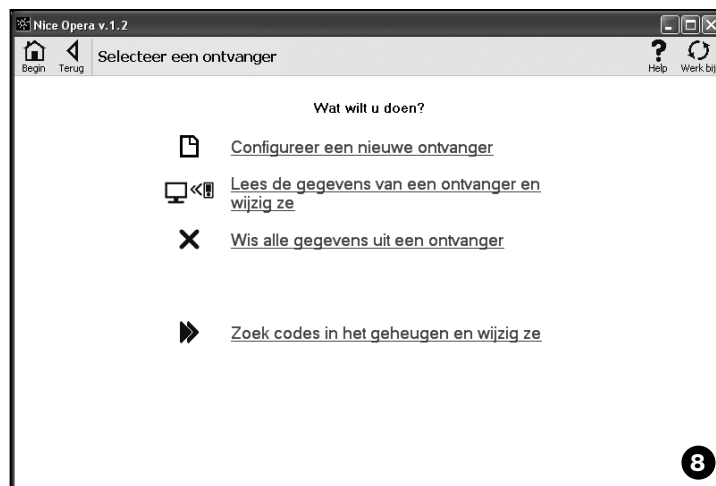 Nice Opera v.1.2
Begin Terug Selecteer een ontvanger Help Werk bij
Wat wilt u doen?
Configureer een nieuwe ontvanger
Lees de gegevens van een ontvanger en
wijzig ze
Wis alle gegevens uit een ontvanger
Zoek codes in het geheugen en wijzig ze
8